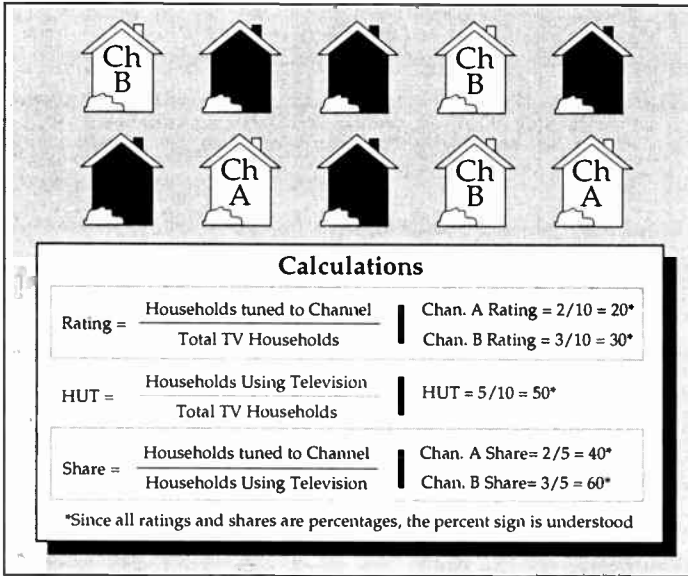 Ch
B
Ch
B
Ch
A
Ch
B
Ch
A
Calculations
Rating = Households tuned to Channel
Total TV Households
Chan. A Rating = 2/10 = 20*
Chan. B Rating = 3/10 = 30*
HUT = Households Using Television
Total TV Households
HUT = 5/10 = 50*
Share = Households tuned to Channel
Households Using Television
Chan. A Share= 2/5 = 40*
Chan. B Share= 3/5 = 60*
*Since all ratings and shares are percentages, the percent sign is understood